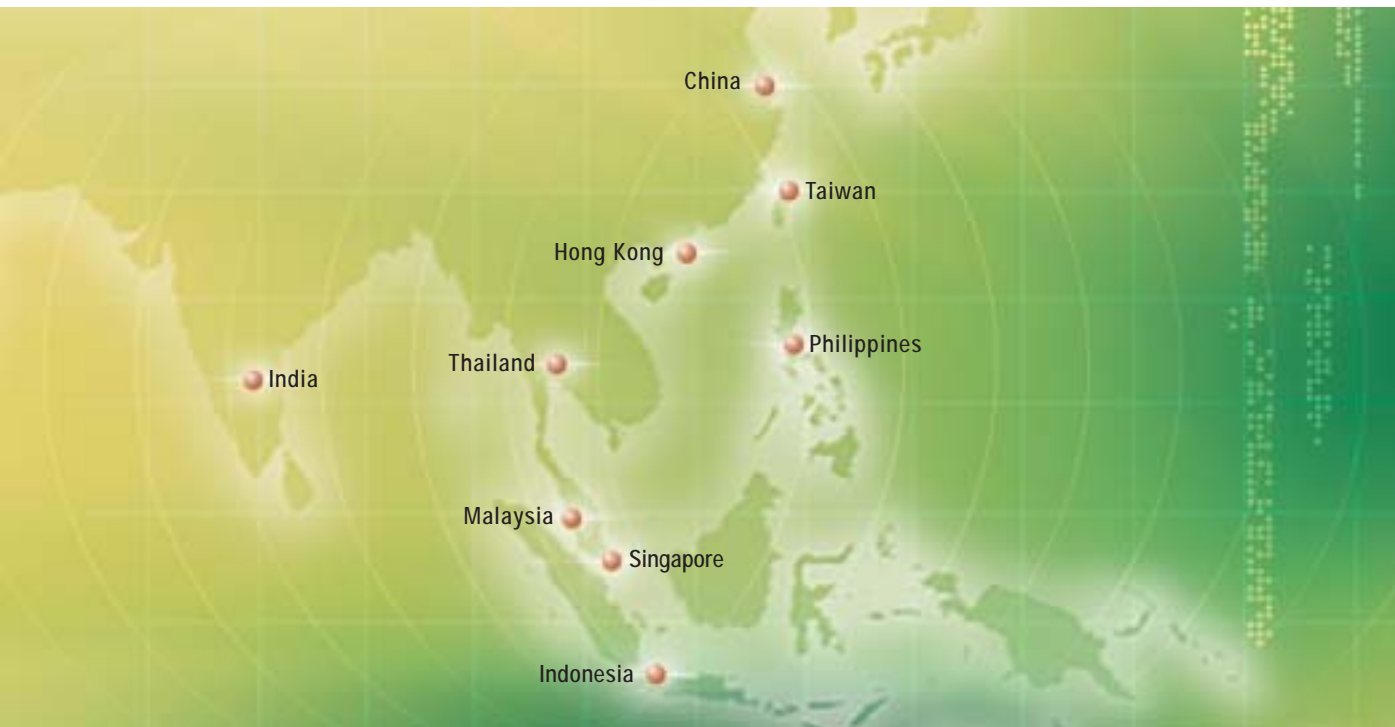 China
Taiwan
Hong Kong
Philippines
Thailand
India
Malaysia
Singapore
Indonesia